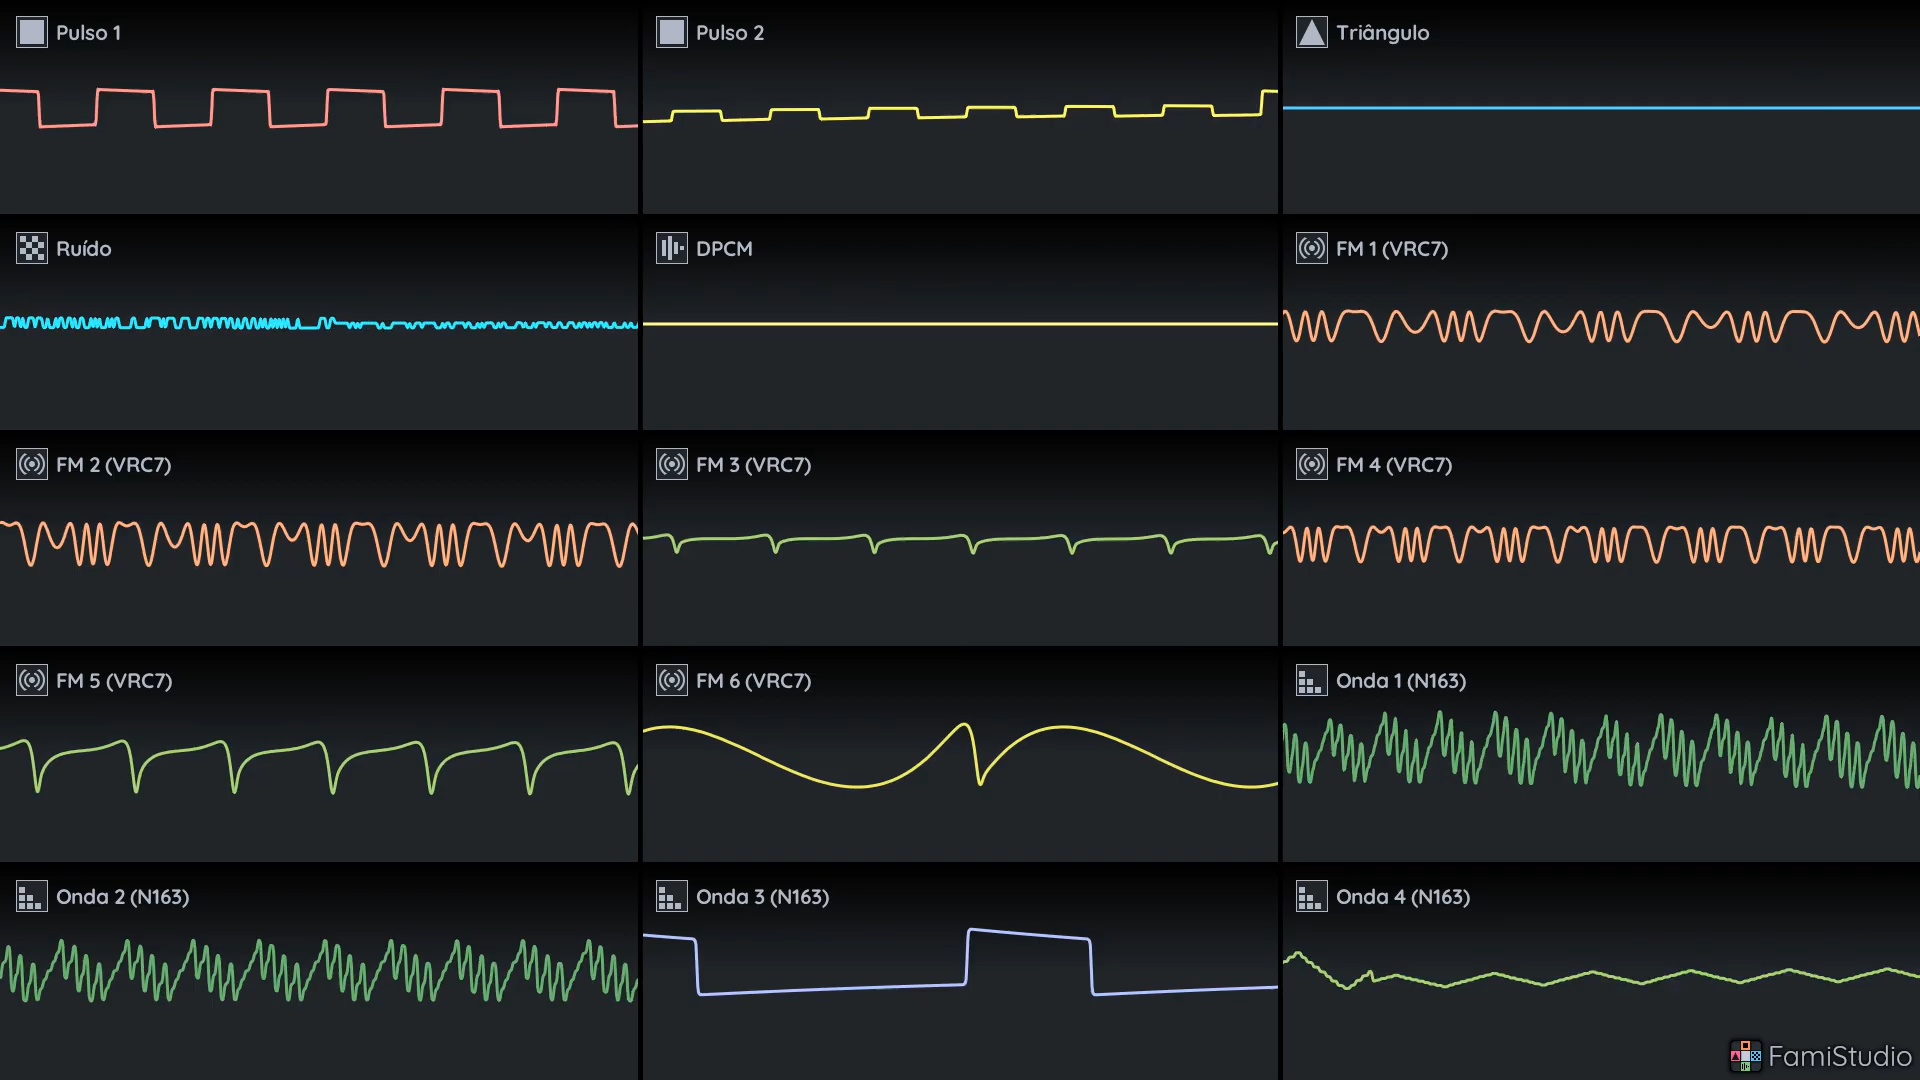 Pulso 1
Pulso 2
Triângulo
Ruído
DPCM
FM 1 (VRC7)
FM 2 (VRC7)
FM 3 (VRC7)
FM 4 (VRC7)
FM 5 (VRC7)
FM 6 (VRC7)
Onda 1 (N163)
Onda 2 (N163)
Onda 3 (N163)
Onda 4 (N163)
FamiStudio